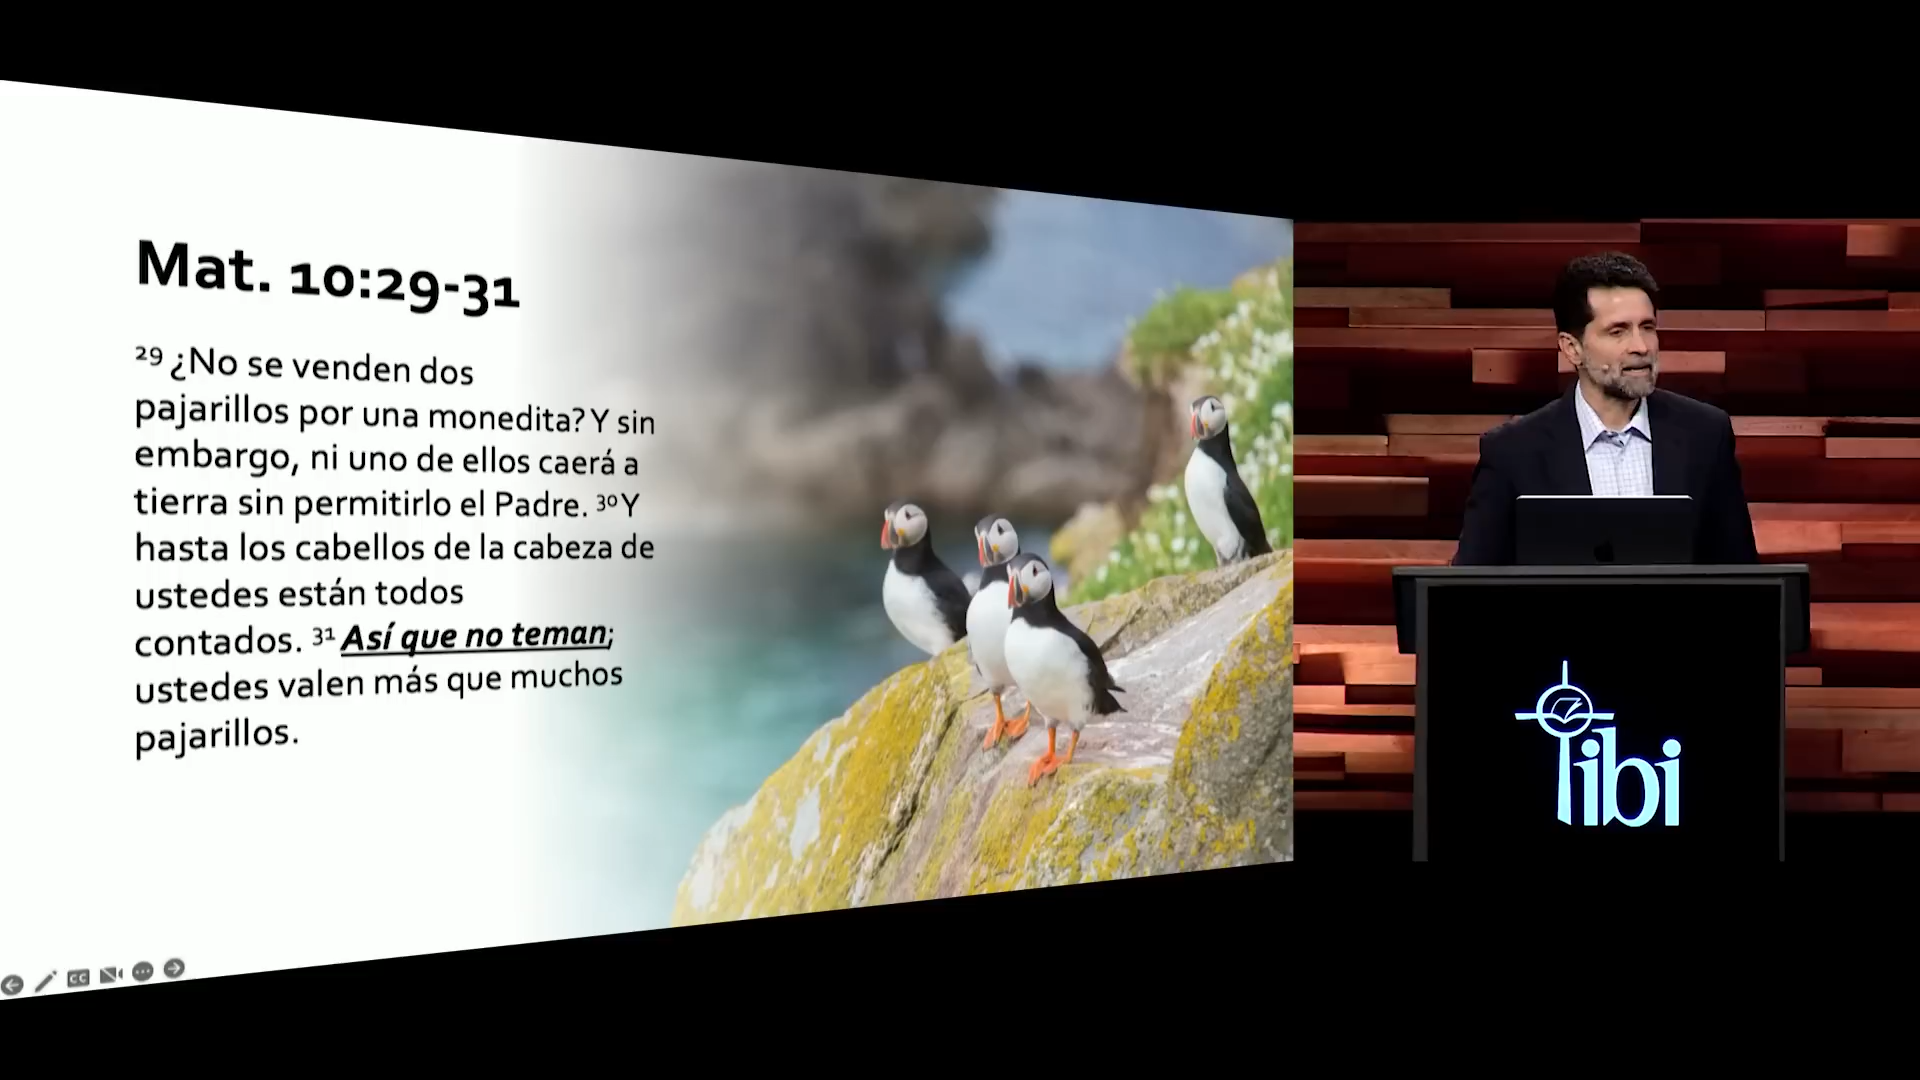 Mat. 10:29-31
29 ¿No se venden dos
pajarillos por una monedita? Y sin
embargo, ni uno de ellos caerá a
tierra sin permitirlo el Padre. 30 Y
hasta los cabellos de la cabeza de
ustedes están todos
contados. 31 Así que no teman;
ustedes valen más que muchos
pajarillos.
CC
ibi